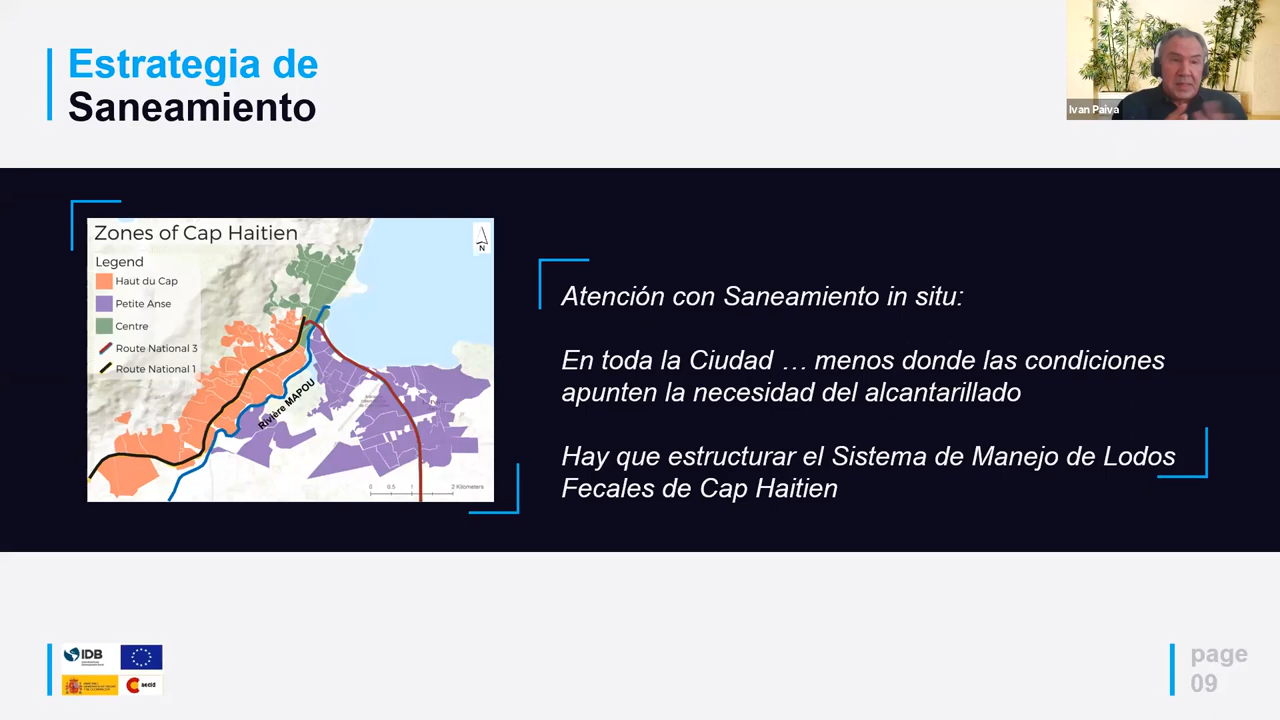 Estrategia de
Saneamiento
Ivan Paiva
Zones of Cap Haitien
Legend
Haut du Cap
Petite Anse
Centre
Route National 3
Route National 1
N
Rivière MAPOU
0 0.5 1 2 Kilometers
Atención con Saneamiento in situ:
En toda la Ciudad … menos donde las condiciones
apunten la necesidad del alcantarillado
Hay que estructurar el Sistema de Manejo de Lodos
Fecales de Cap Haitien
IDB
aecid
page
09